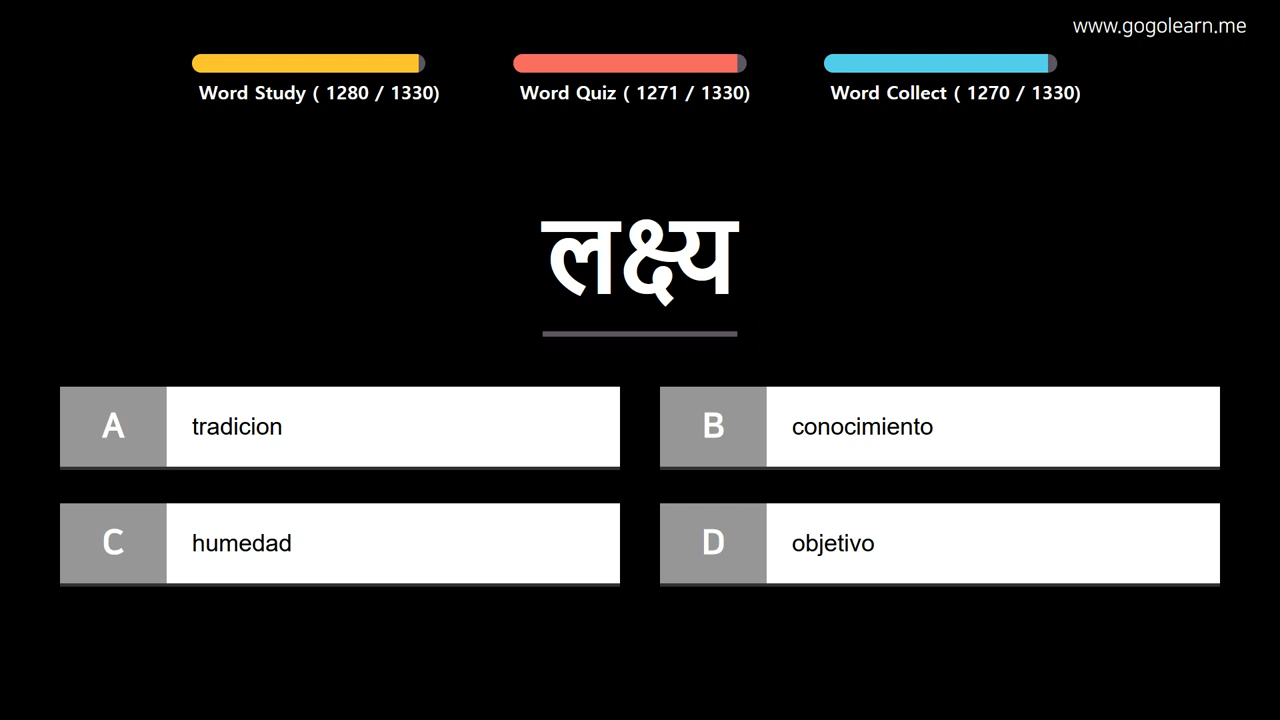 www.gogolearn.me
Word Study ( 1280 / 1330)
Word Quiz ( 1271 / 1330)
Word Collect ( 1270 / 1330)
लक्ष्य
A tradicion
B conocimiento
C humedad
D objetivo